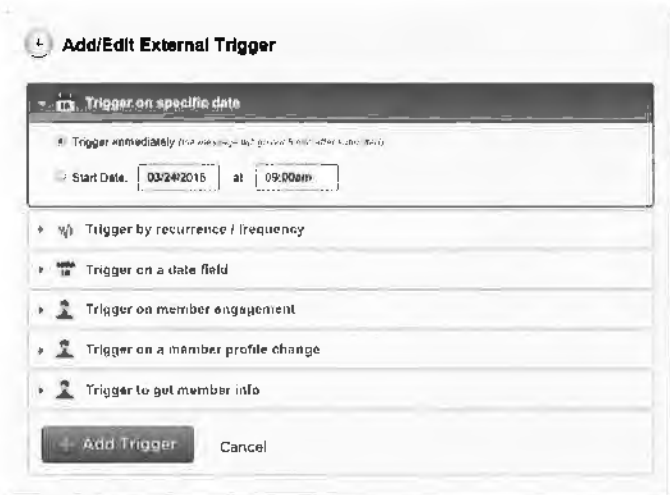 Add/Edit External Trigger
Trigger on specific date
Trigger immediately
Start Date. 03/24/2015 at 09:00am
Trigger by recurrence / frequency
Trigger on a date field
Trigger on member engagement
Trigger on a member profile change
Trigger to get member info
+ Add Trigger Cancel